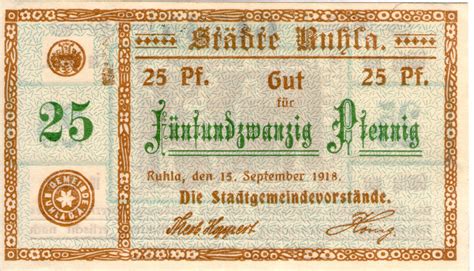 Städte Ruhla.
25 Pf. Gut 25 Pf.
für
25
Fünfundzwanzig Pfennig
Ruhla, den 15. September 1918.
Die Stadtgemeindevorstände.